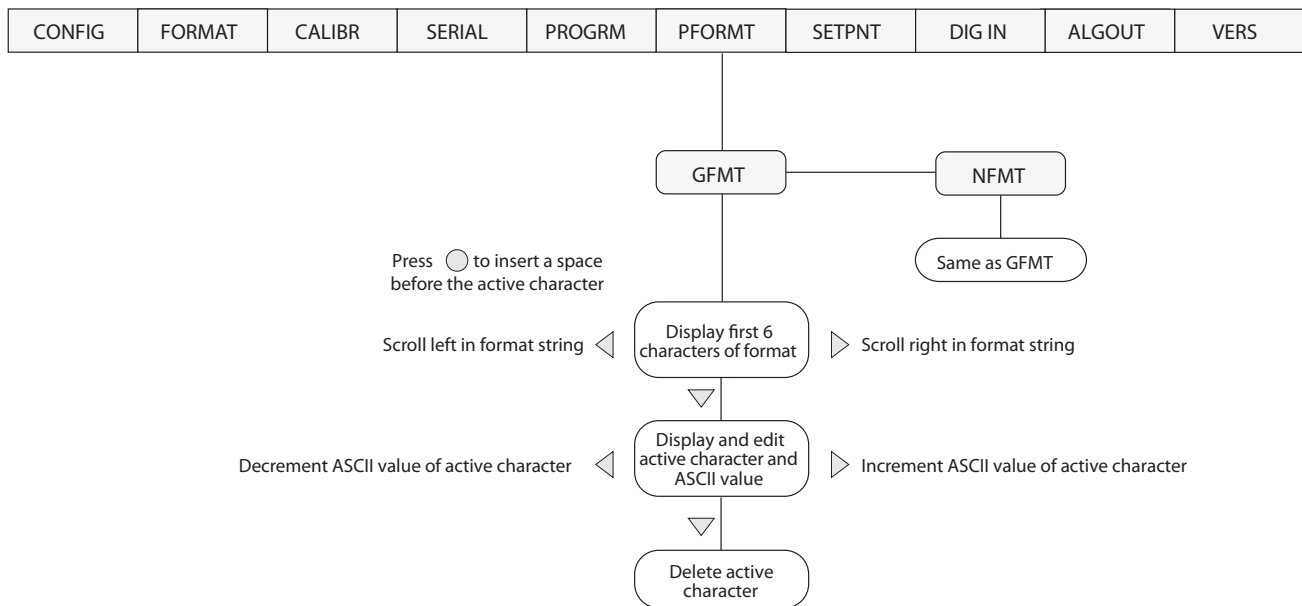 CONFIG FORMAT CALIBR SERIAL PROGRM PFORMT SETPNT DIG IN ALGOUT VERS
GFMT NFMT
Press to insert a space
before the active character
Same as GFMT
Display first 6
characters of format
Scroll left in format string
Scroll right in format string
Display and edit
active character and
ASCII value
Decrement ASCII value of active character
Increment ASCII value of active character
Delete active
character